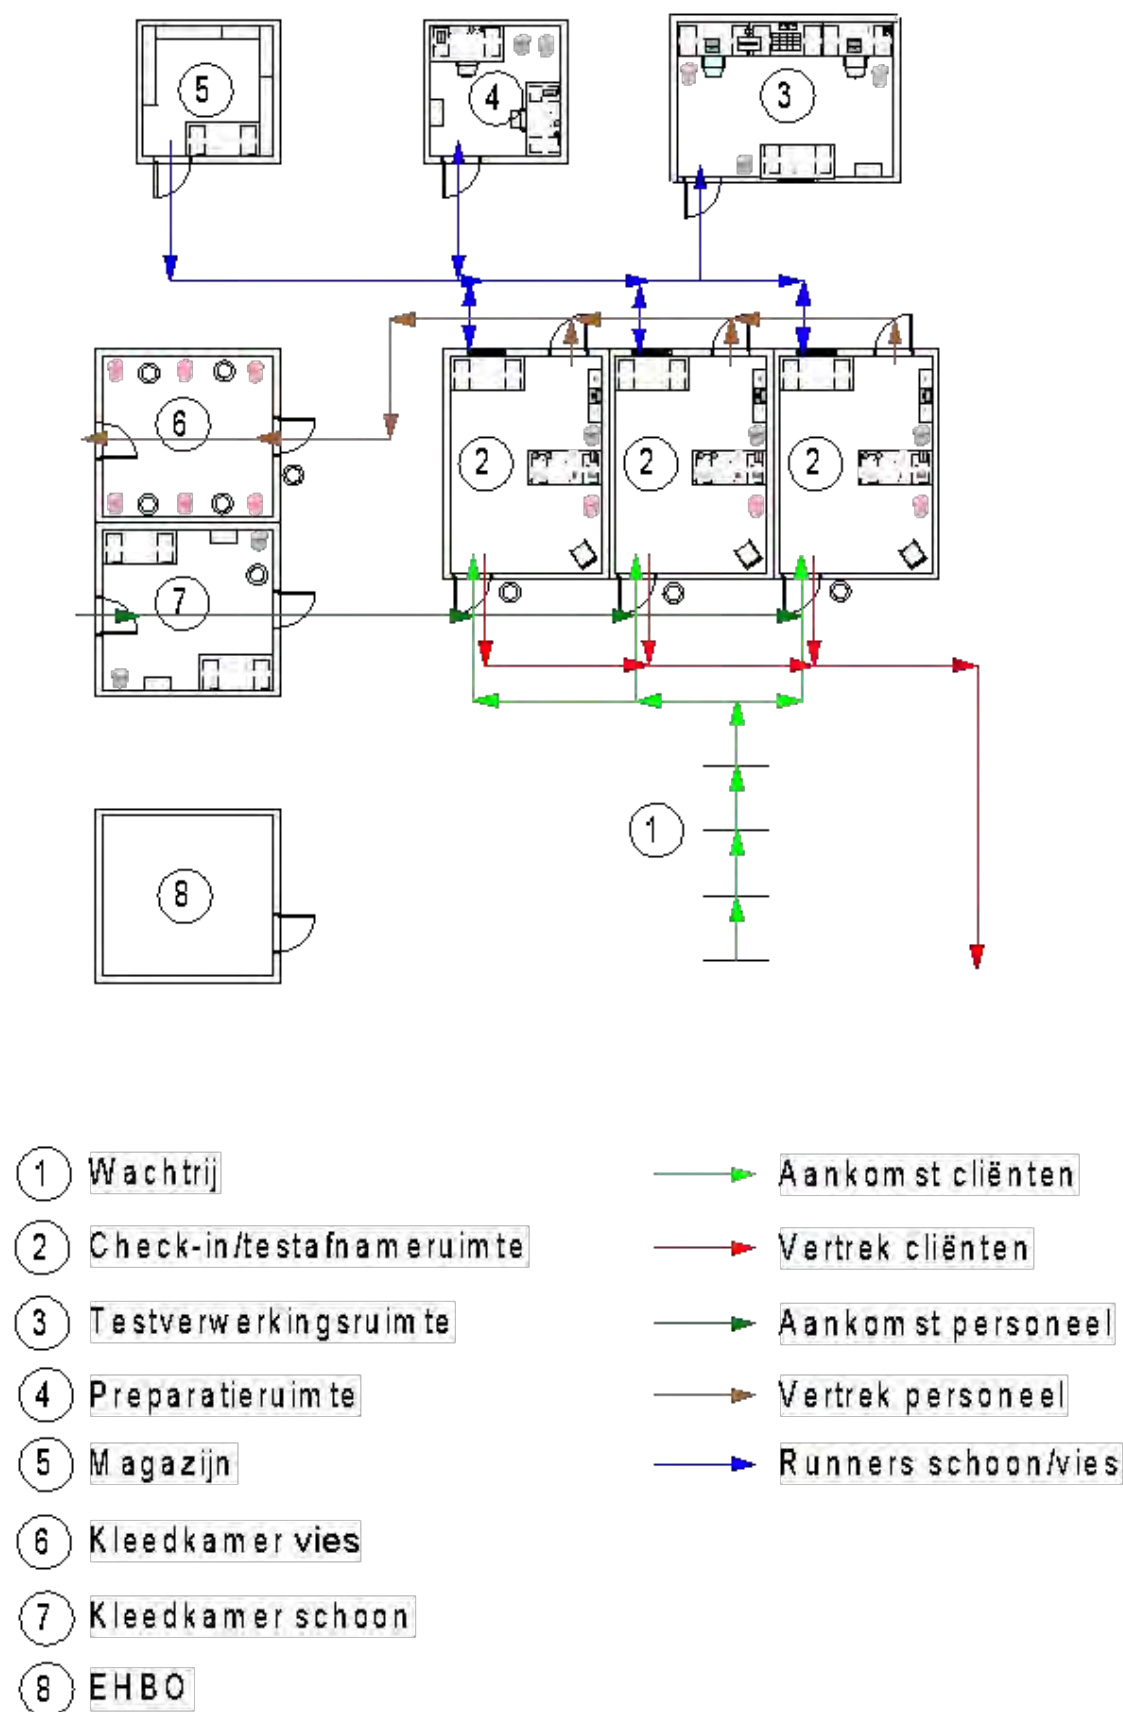 5
4
3
6
2
2
2
7
1
8
1 Wachtrij
2 Check-in/testafnameruimte
3 Testverwerkingsruimte
4 Preparatieruimte
5 Magazijn
6 Kleedkamer vies
7 Kleedkamer schoon
8 EHBO
Aankomst cliënten
Vertrek cliënten
Aankomst personeel
Vertrek personeel
Runners schoon/vies